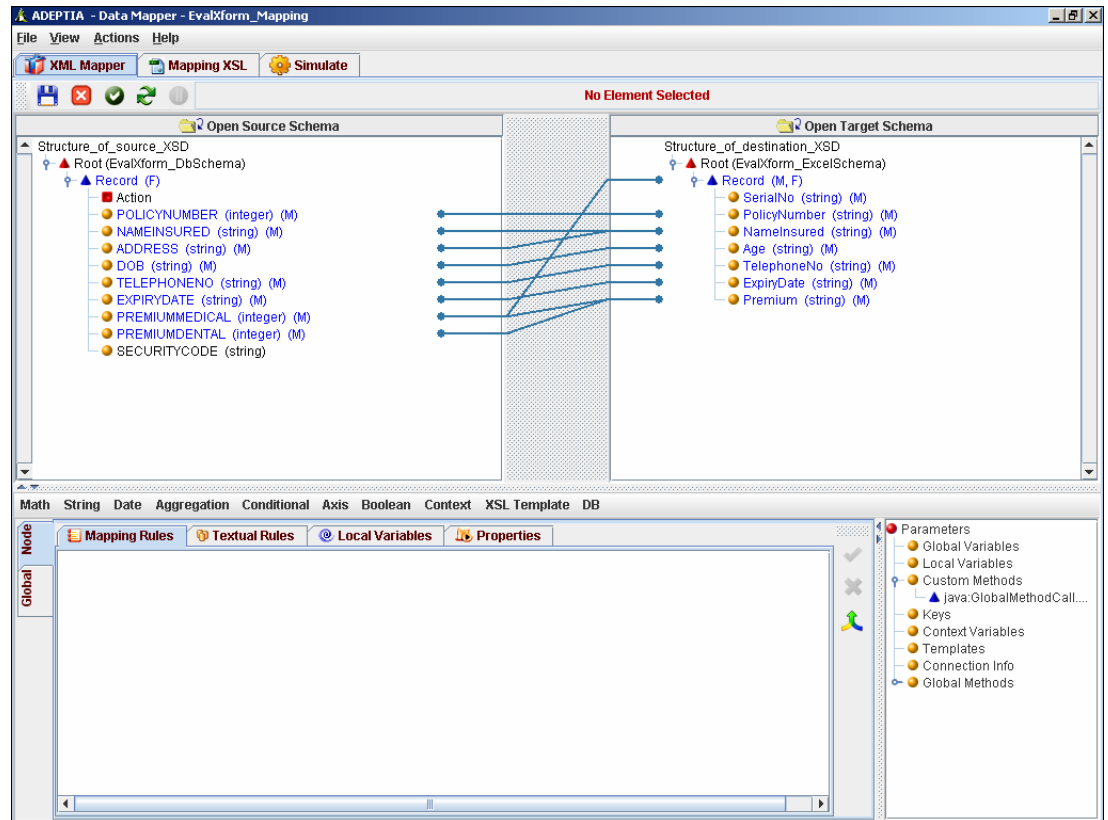 ADEPTIA - Data Mapper - EvalXform_Mapping
File View Actions Help
XML Mapper Mapping XSL Simulate
No Element Selected
Open Source Schema Open Target Schema
Structure_of_source_XSD
Root (EvalXform_DbSchema)
Record (F)
Action
POLICYNUMBER (integer) (M)
NAMEINSURED (string) (M)
ADDRESS (string) (M)
DOB (string) (M)
TELEPHONENO (string) (M)
EXPIRYDATE (string) (M)
PREMIUMMEDICAL (integer) (M)
PREMIUMDENTAL (integer) (M)
SECURITYCODE (string)
Structure_of_destination_XSD
Root (EvalXform_ExcelSchema)
Record (M, F)
SerialNo (string) (M)
PolicyNumber (string) (M)
NameInsured (string) (M)
Age (string) (M)
TelephoneNo (string) (M)
ExpiryDate (string) (M)
Premium (string) (M)
Math String Date Aggregation Conditional Axis Boolean Context XSL Template DB
Node
Global
Mapping Rules Textual Rules Local Variables Properties
Parameters
Global Variables
Local Variables
Custom Methods
java:GlobalMethodCall....
Keys
Context Variables
Templates
Connection Info
Global Methods